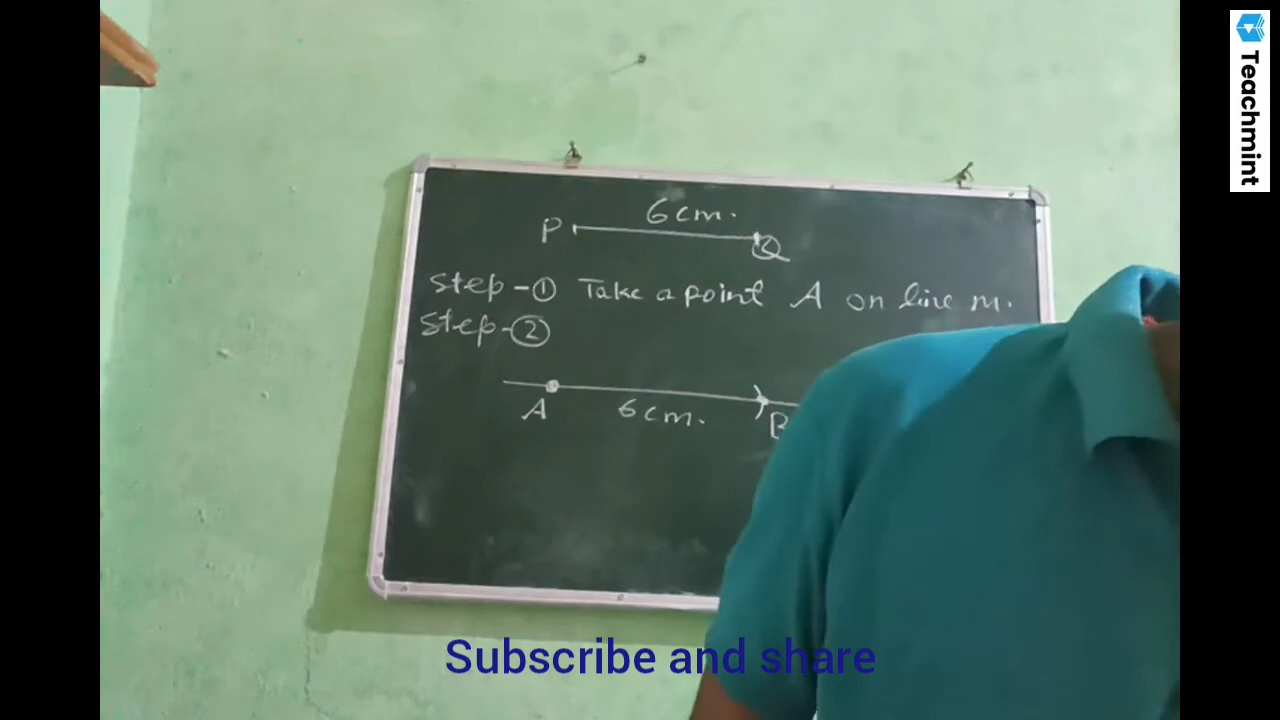 6cm.
P Q
Step-① Take a point A on line m.
Step-②
A 6cm. B
Subscribe and share
Teachmint